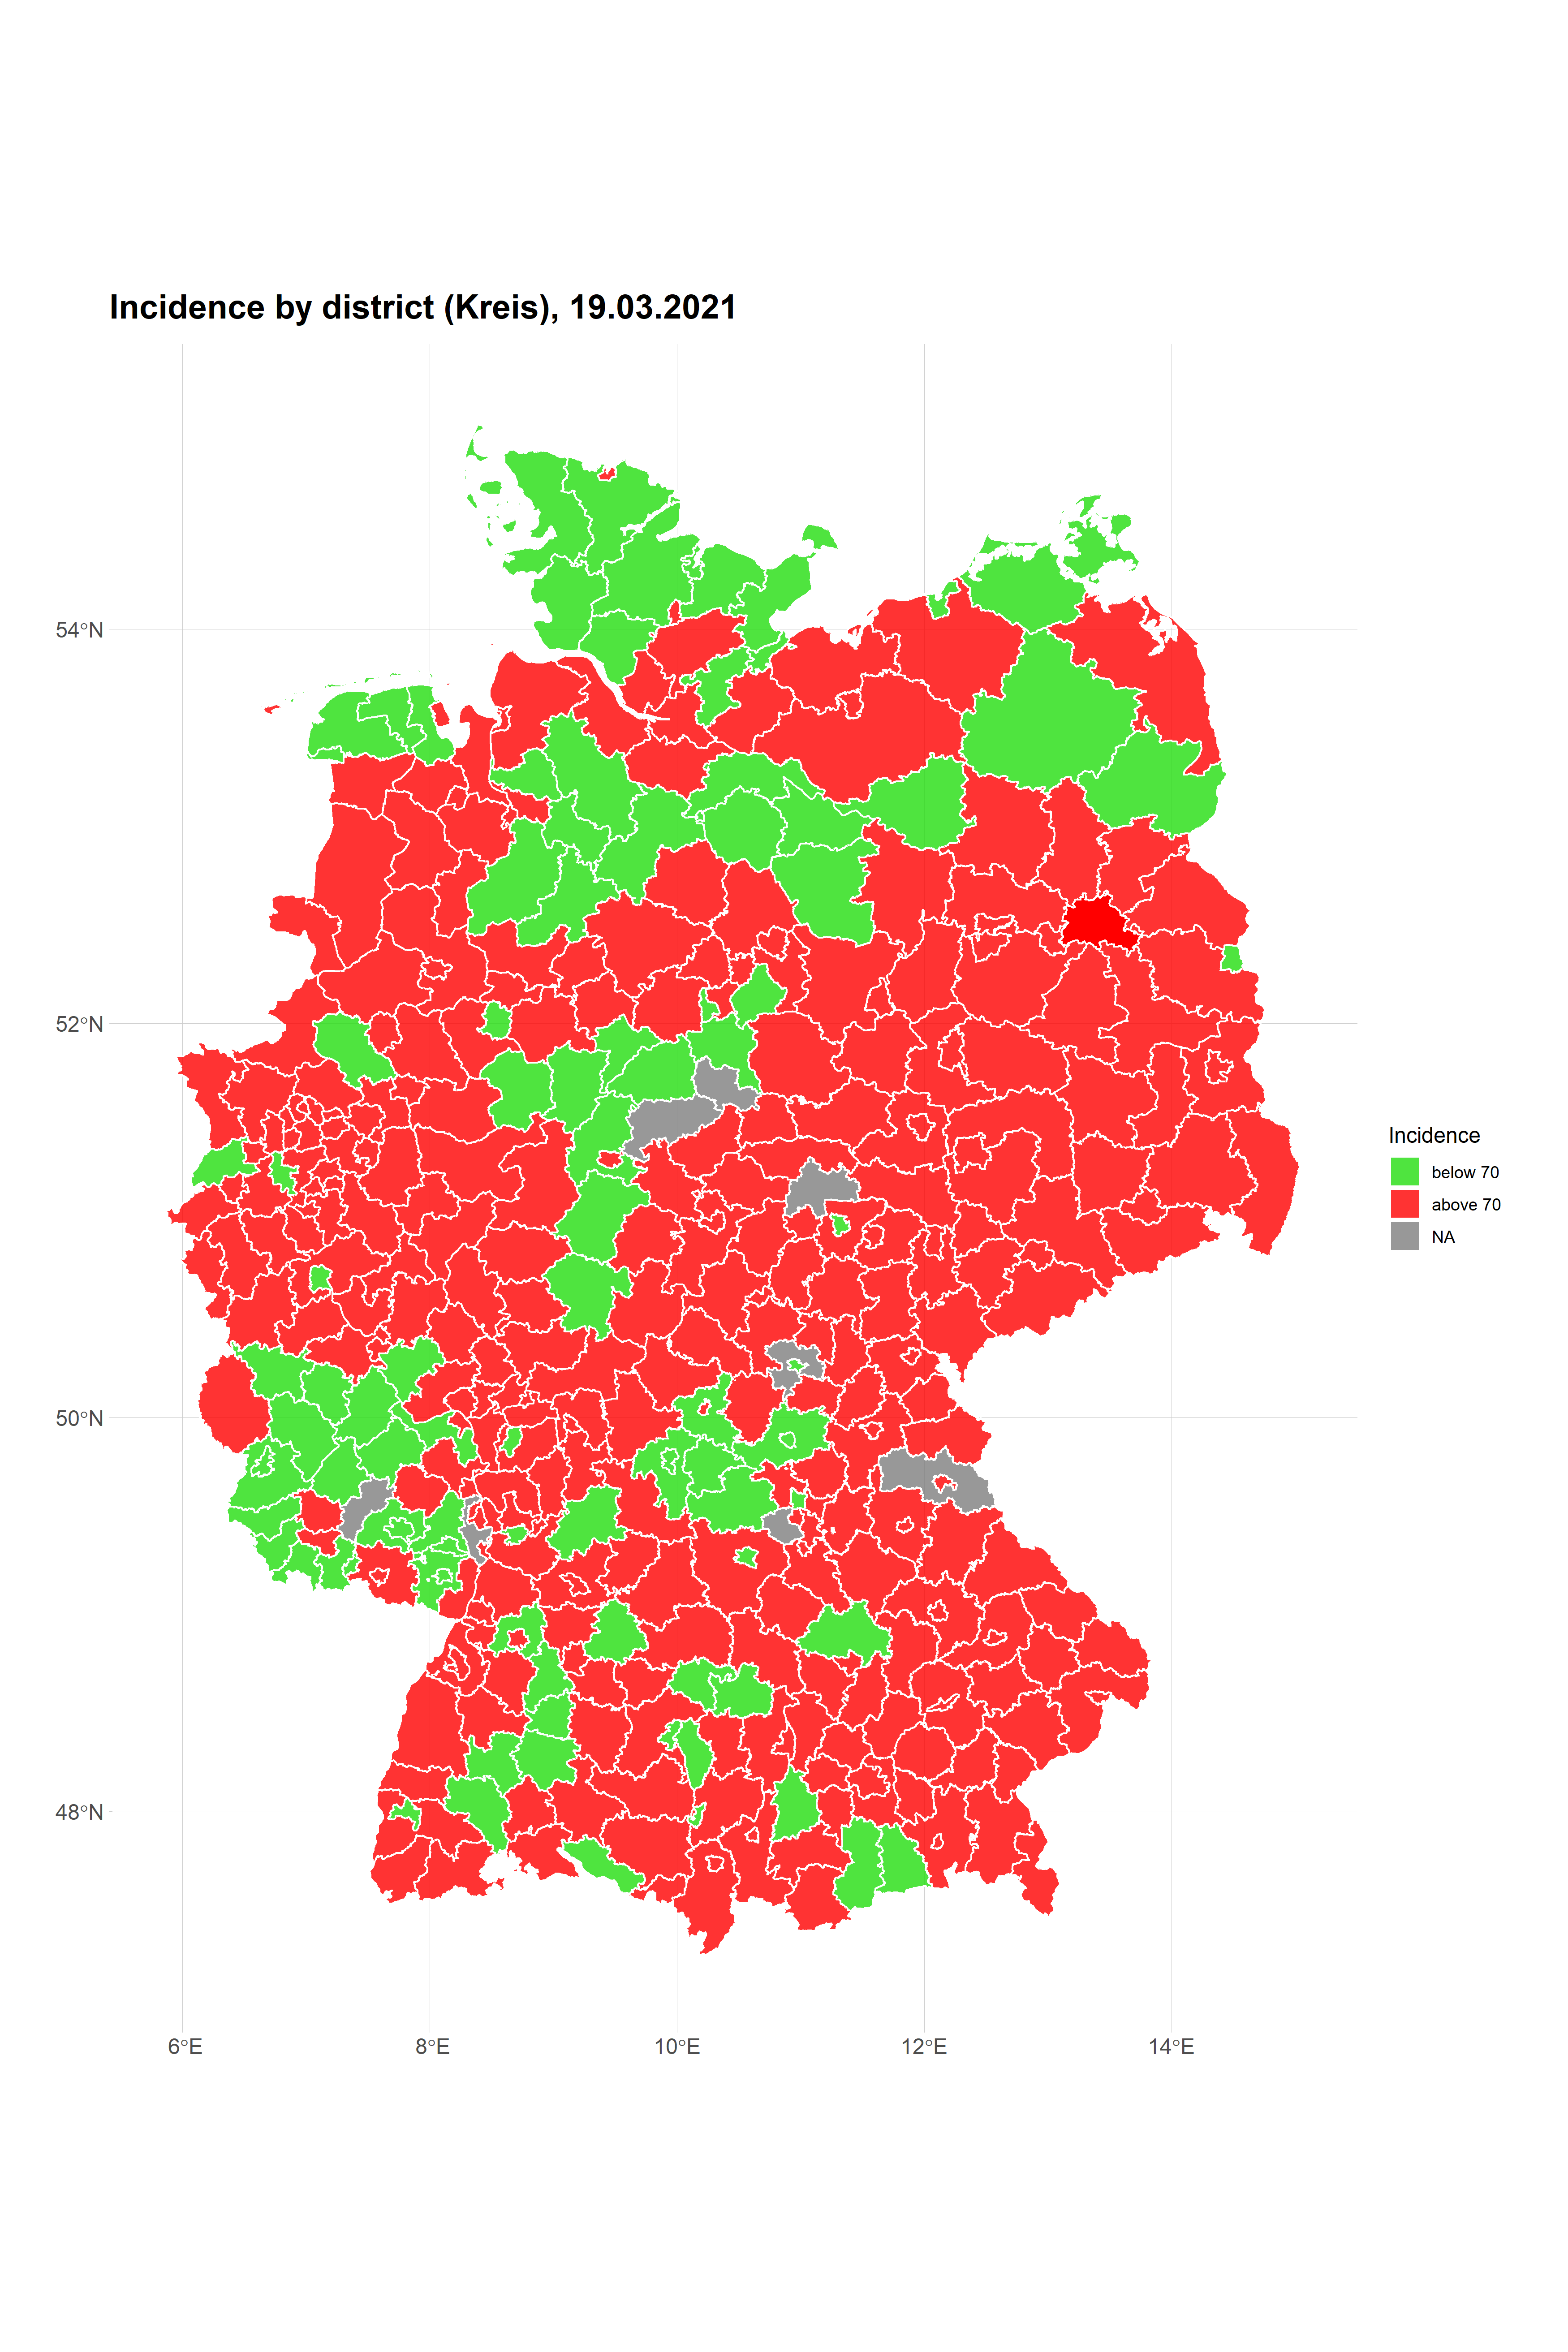 Incidence by district (Kreis), 19.03.2021
54°N
52°N
50°N
48°N
6°E
8°E
10°E
12°E
14°E
Incidence
below 70
above 70
NA